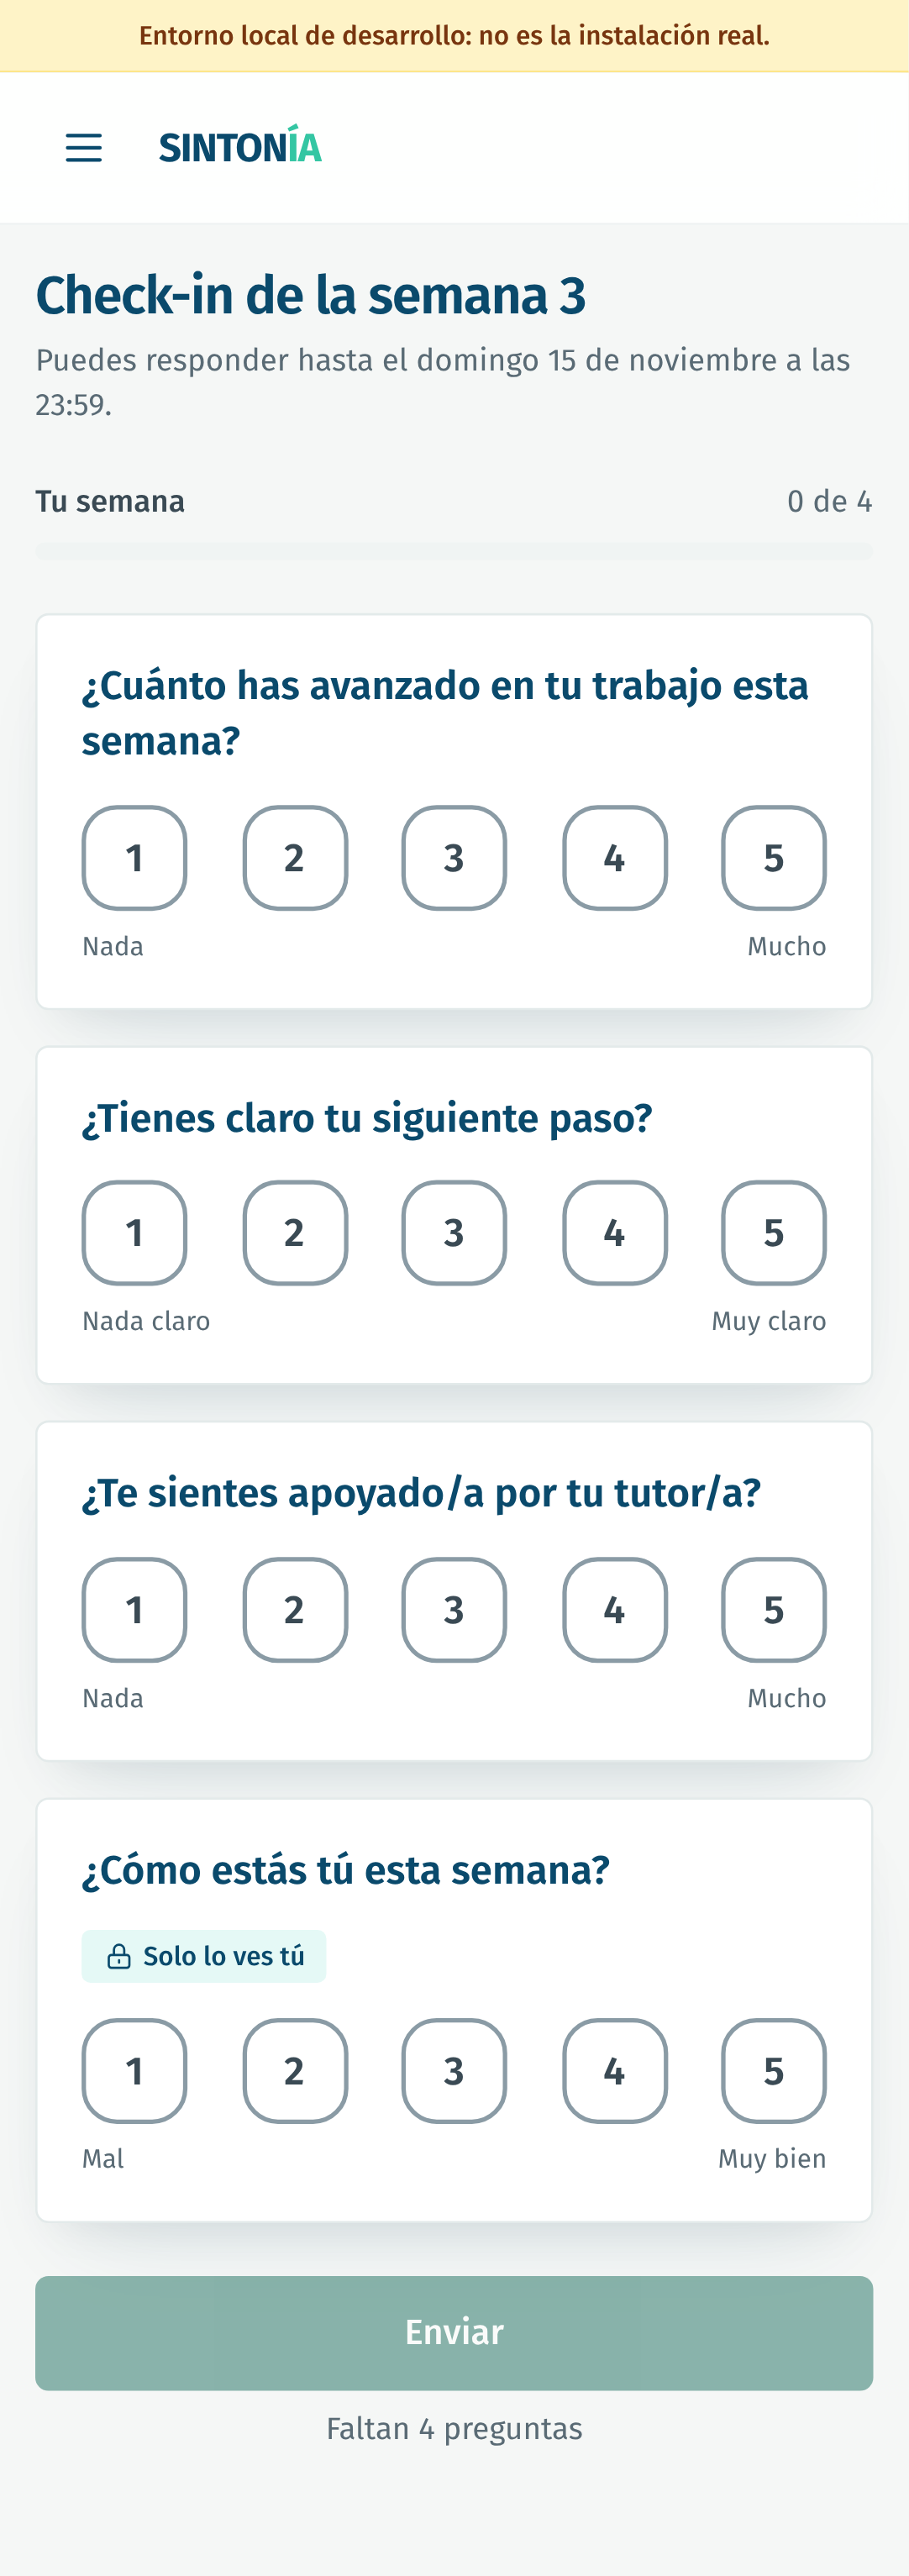 Entorno local de desarrollo: no es la instalación real.
SINTONÍA
Check-in de la semana 3
Puedes responder hasta el domingo 15 de noviembre a las
23:59.
Tu semana 0 de 4
¿Cuánto has avanzado en tu trabajo esta
semana?
1 2 3 4 5
Nada Mucho
¿Tienes claro tu siguiente paso?
1 2 3 4 5
Nada claro Muy claro
¿Te sientes apoyado/a por tu tutor/a?
1 2 3 4 5
Nada Mucho
¿Cómo estás tú esta semana?
Solo lo ves tú
1 2 3 4 5
Mal Muy bien
Enviar
Faltan 4 preguntas